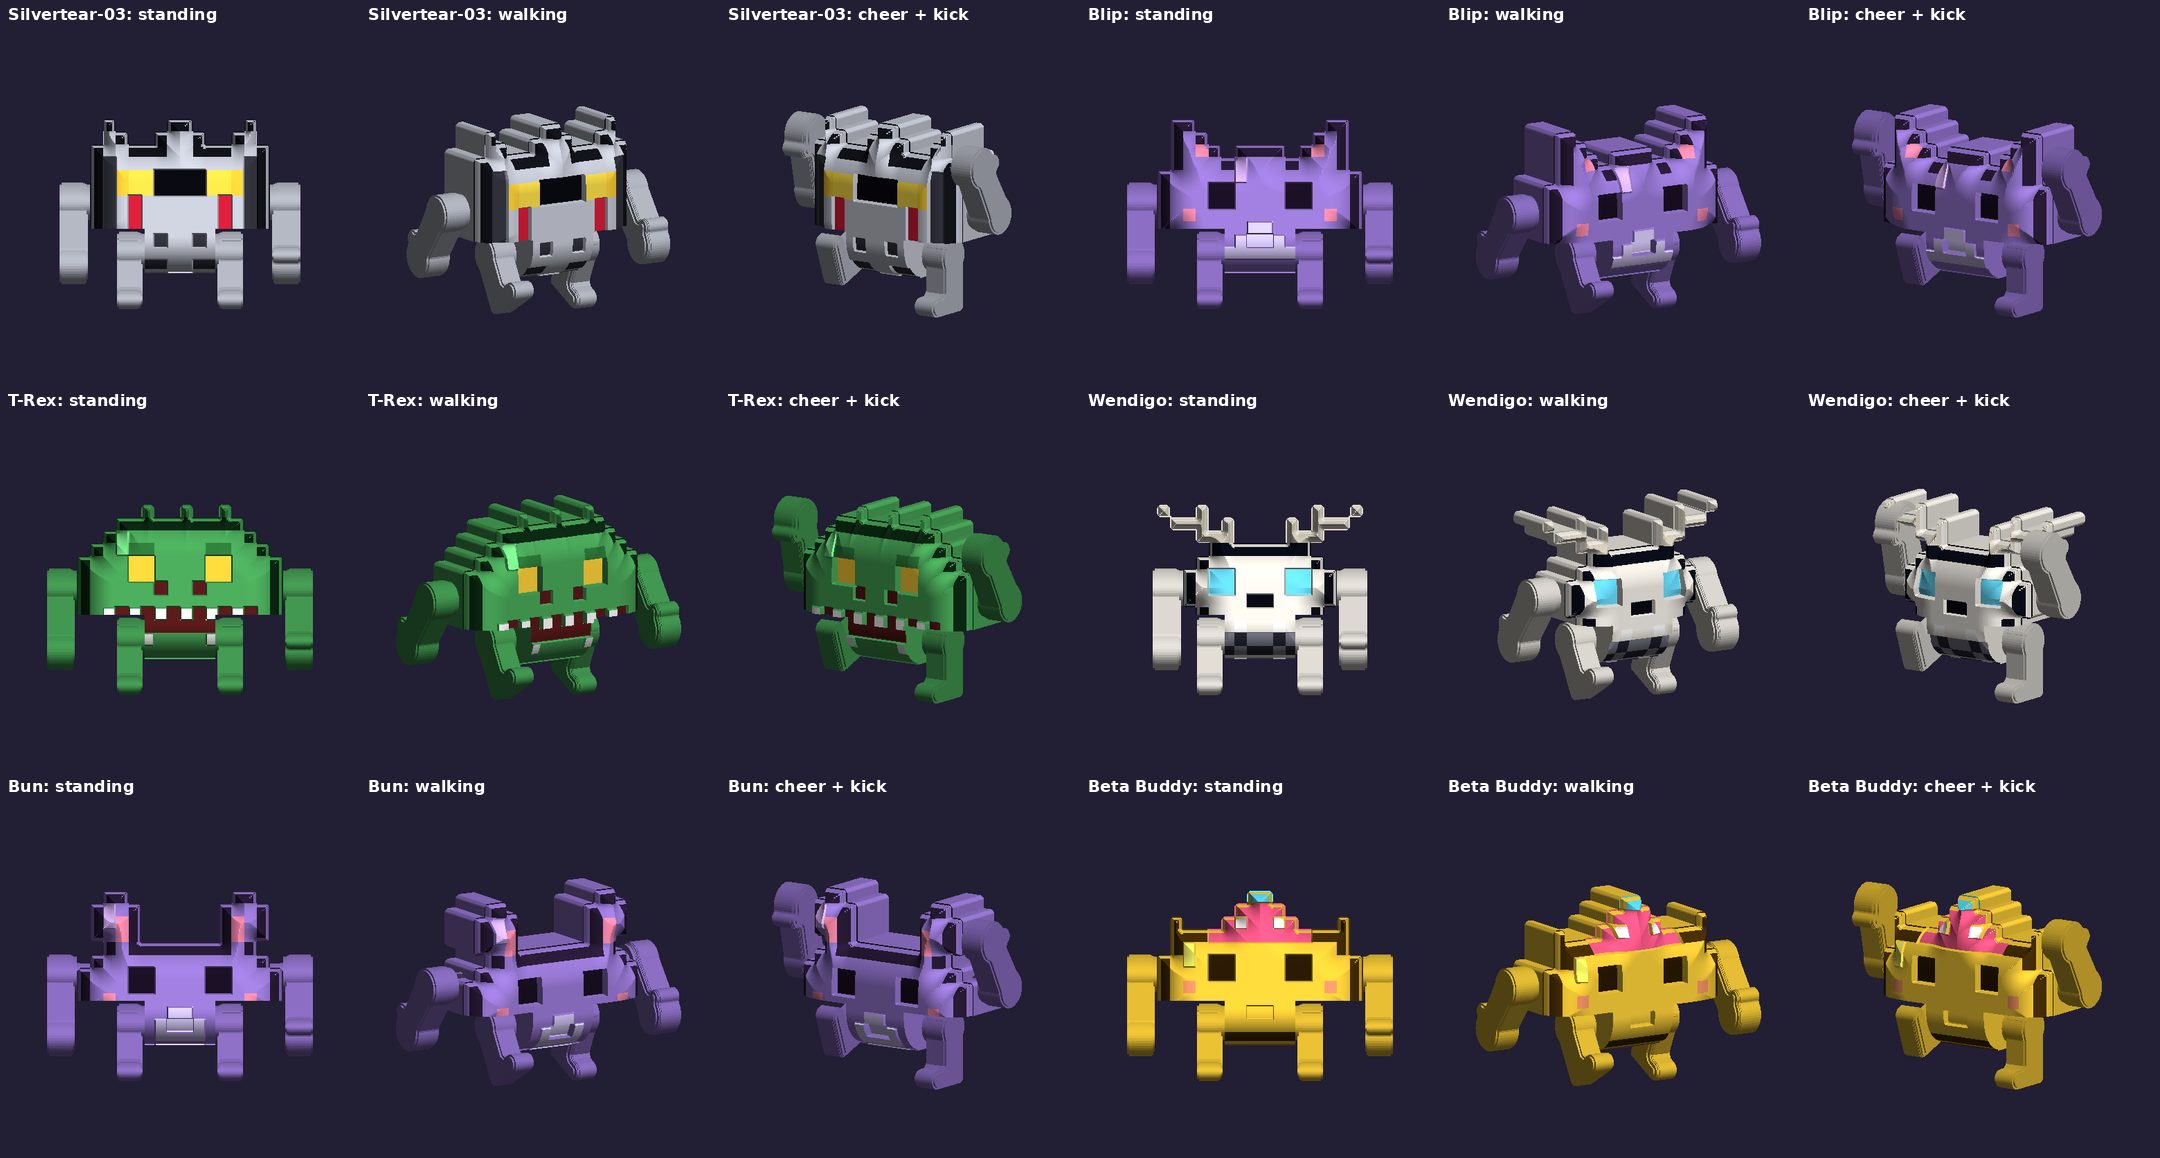 Silvertear-03: standing
Silvertear-03: walking
Silvertear-03: cheer + kick
Blip: standing
Blip: walking
Blip: cheer + kick
T-Rex: standing
T-Rex: walking
T-Rex: cheer + kick
Wendigo: standing
Wendigo: walking
Wendigo: cheer + kick
Bun: standing
Bun: walking
Bun: cheer + kick
Beta Buddy: standing
Beta Buddy: walking
Beta Buddy: cheer + kick